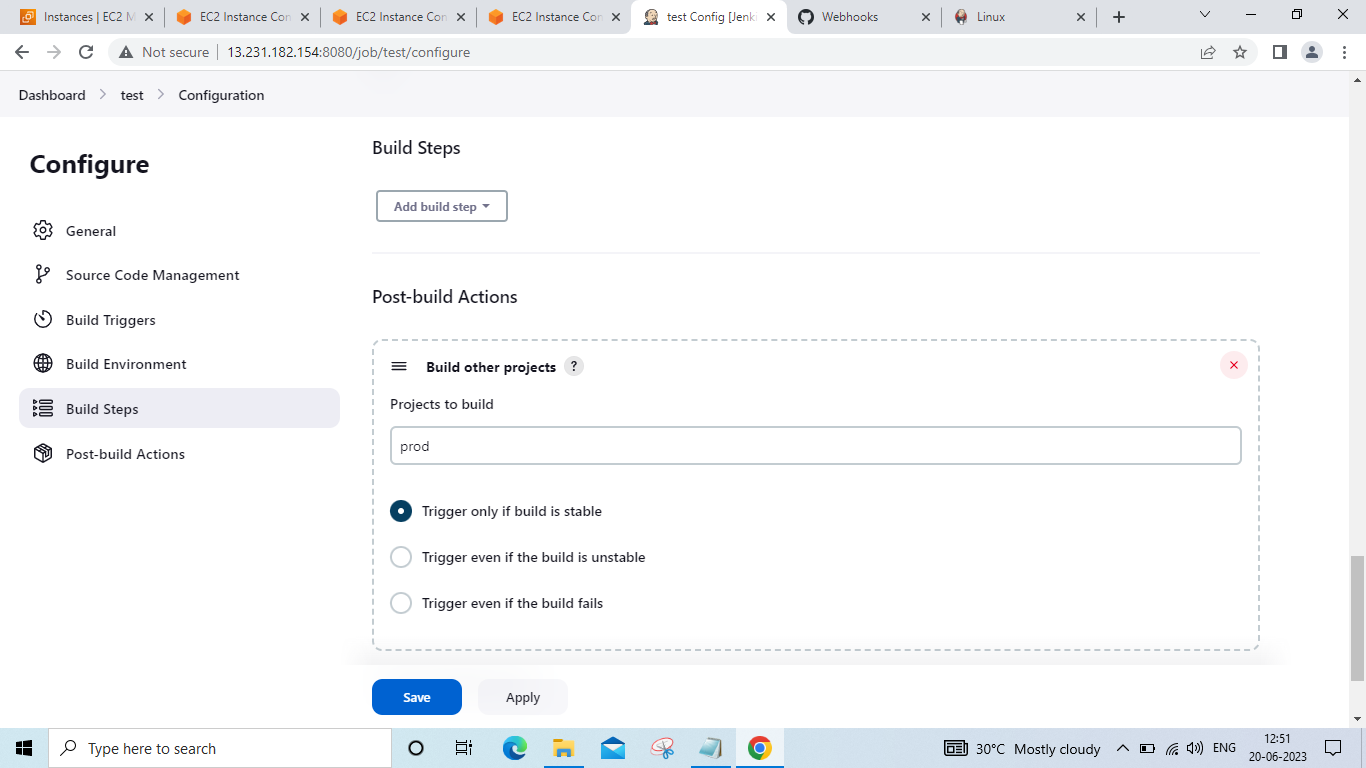 Instances | EC2 M
EC2 Instance Con
EC2 Instance Con
EC2 Instance Con
test Config [Jenki
Webhooks
Linux
Not secure
13.231.182.154:8080/job/test/configure
Dashboard
test
Configuration
Configure
General
Source Code Management
Build Triggers
Build Environment
Build Steps
Post-build Actions
Build Steps
Add build step
Post-build Actions
Build other projects ?
Projects to build
prod
Trigger only if build is stable
Trigger even if the build is unstable
Trigger even if the build fails
Save
Apply
Type here to search
30°C Mostly cloudy
ENG
12:51
20-06-2023